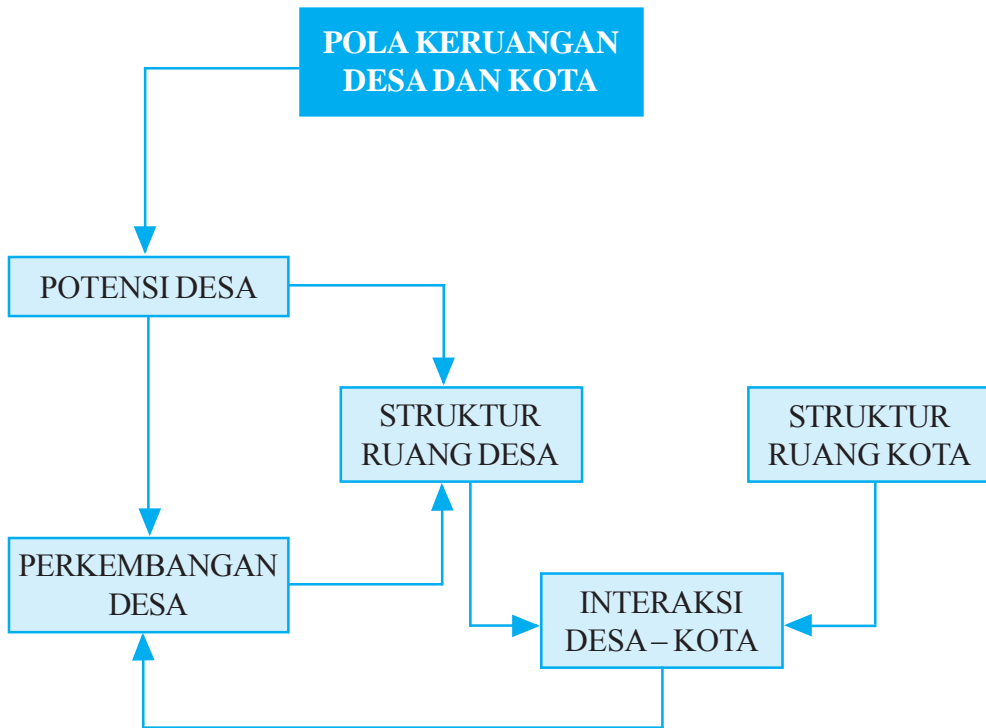 POLA KERUANGAN
DESA DAN KOTA
POTENSI DESA
STRUKTUR
RUANG DESA
STRUKTUR
RUANG KOTA
PERKEMBANGAN
DESA
INTERAKSI
DESA – KOTA